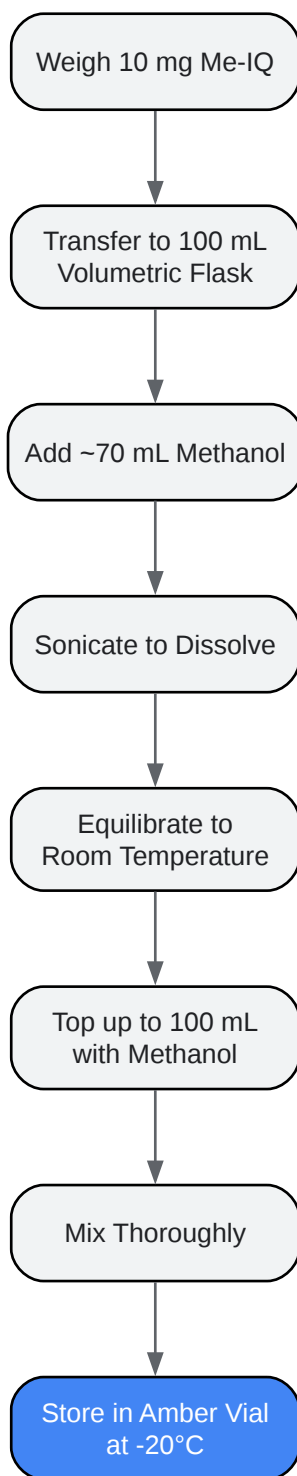 Weigh 10 mg Me-IQ
Transfer to 100 mL
Volumetric Flask
Add ~70 mL Methanol
Sonicate to Dissolve
Equilibrate to
Room Temperature
Top up to 100 mL
with Methanol
Mix Thoroughly
Store in Amber Vial
at -20°C